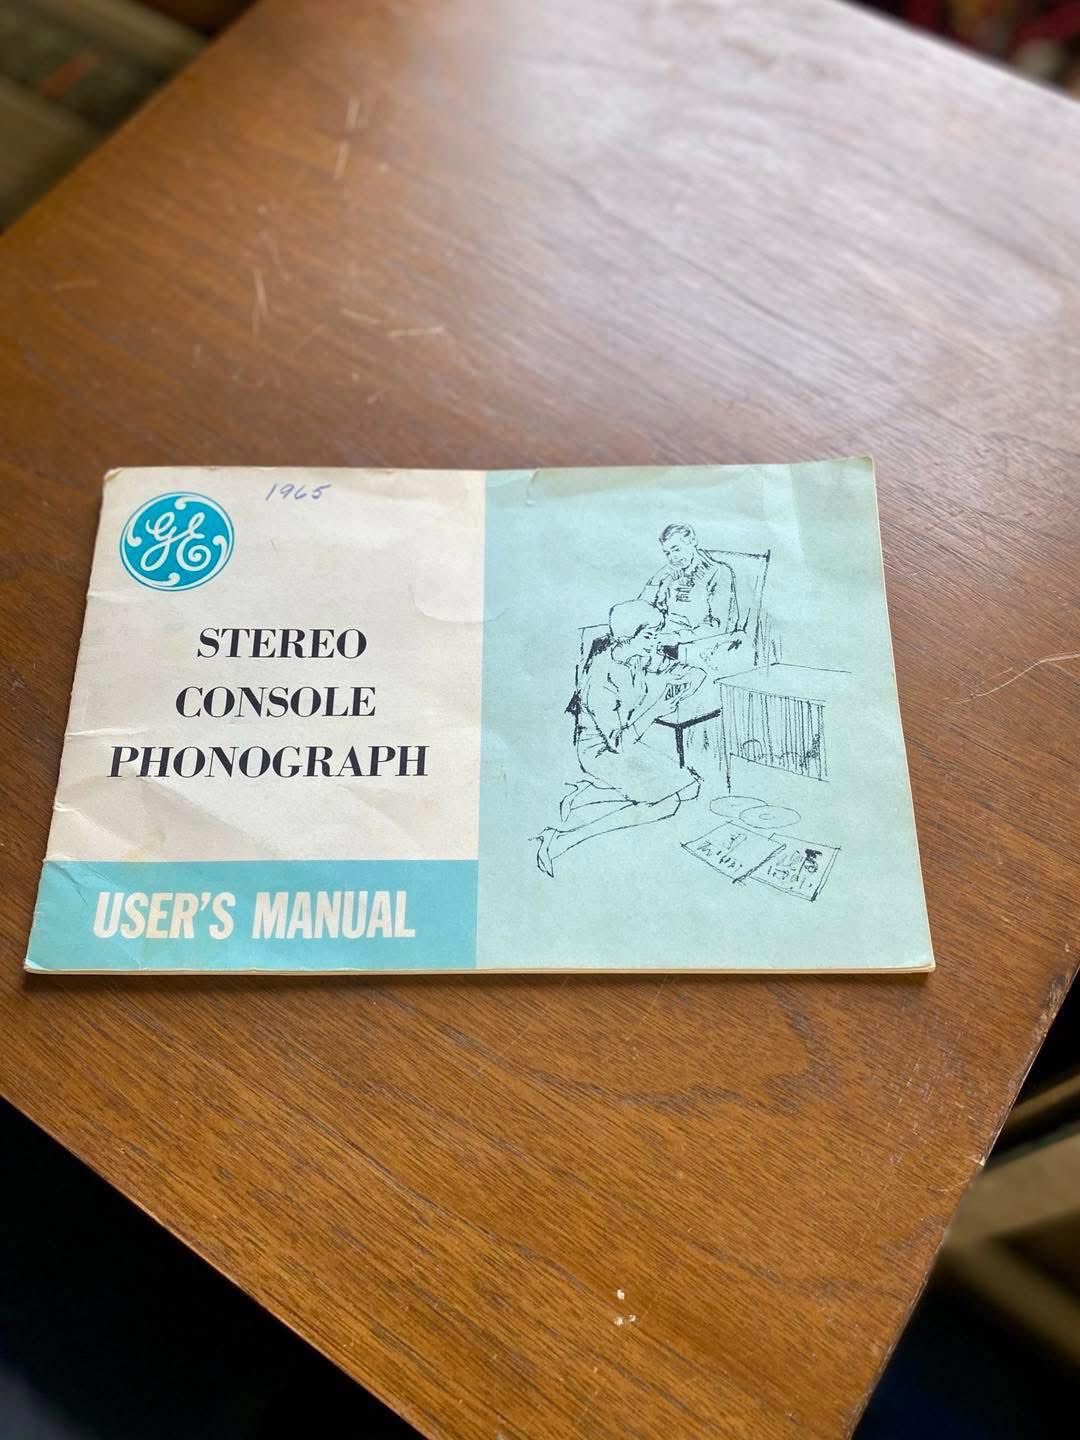 1965
GE
STEREO
CONSOLE
PHONOGRAPH
USER'S MANUAL